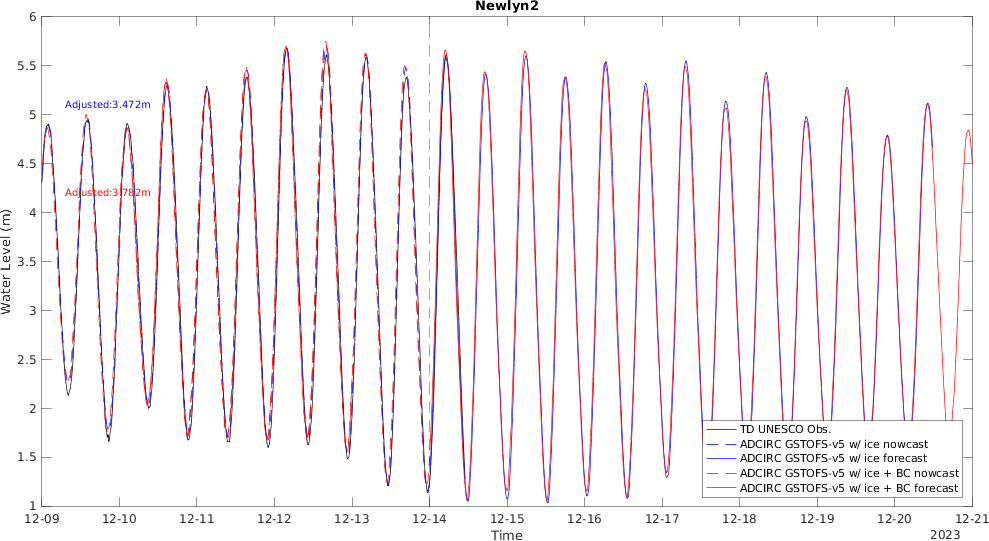 Newlyn2
6
5.5
5
4.5
4
3.5
3
2.5
2
1.5
1
Water Level (m)
Adjusted:3.472m
Adjusted:3.782m
TD UNESCO Obs.
ADCIRC GSTOFS-v5 w/ ice nowcast
ADCIRC GSTOFS-v5 w/ ice forecast
ADCIRC GSTOFS-v5 w/ ice + BC nowcast
ADCIRC GSTOFS-v5 w/ ice + BC forecast
12-09 12-10 12-11 12-12 12-13 12-14 12-15 12-16 12-17 12-18 12-19 12-20 12-21
Time
2023